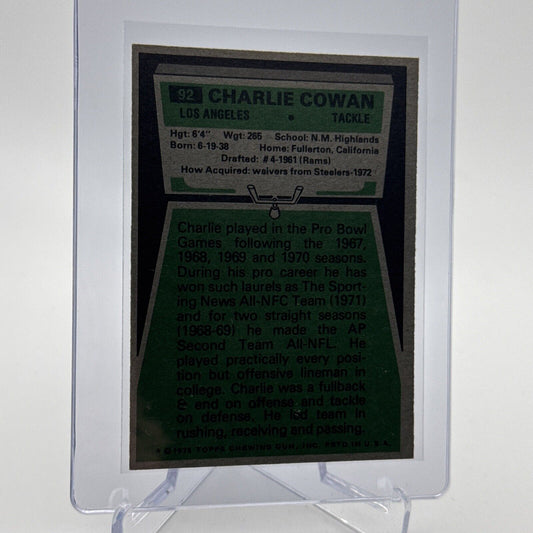 92 CHARLIE COWAN
LOS ANGELES • TACKLE
Hgt: 6'4" Wgt: 265 School: N.M. Highlands
Born: 6-19-38 Home: Fullerton, California
Drafted: #4-1961 (Rams)
How Acquired: waivers from Steelers-1972
Charlie played in the Pro Bowl
Games following the 1967,
1968, 1969 and 1970 seasons.
During his pro career he has
won such laurels as The Sport-
ing News All-NFC Team (1971)
and for two straight seasons
(1968-69) he made the AP
Second Team All-NFL. He
played practically every posi-
tion but offensive lineman in
college. Charlie was a fullback
& end on offense and tackle
on defense. He led team in
rushing, receiving and passing.
* © 1975 TOPPS CHEWING GUM, INC. PRTD IN U.S.A.